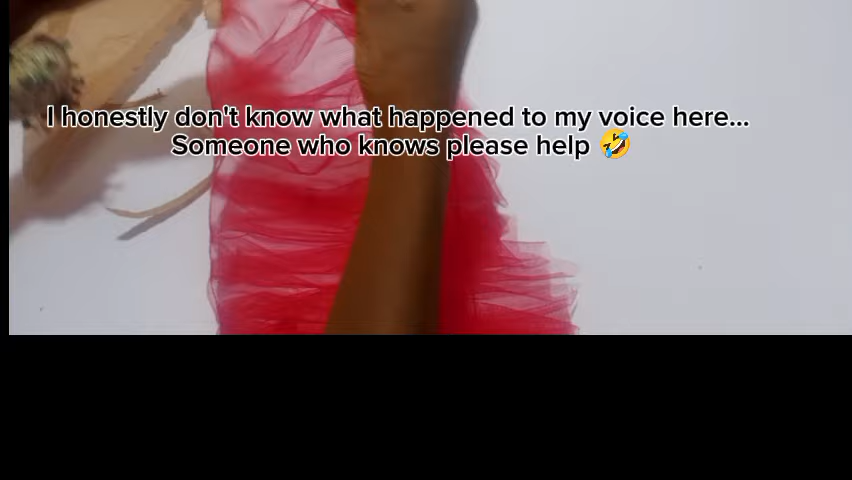 I honestly don't know what happened to my voice here...
Someone who knows please help 🤣